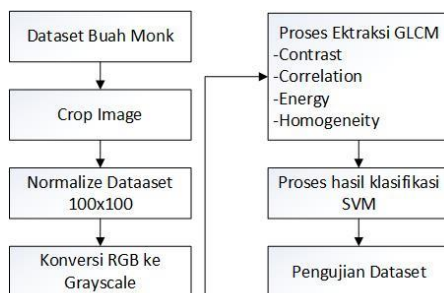 Dataset Buah Monk
Crop Image
Normalize Dataaset
100x100
Konversi RGB ke
Grayscale
Proses Ektraksi GLCM
-Contrast
-Correlation
-Energy
-Homogeneity
Proses hasil klasifikasi
SVM
Pengujian Dataset